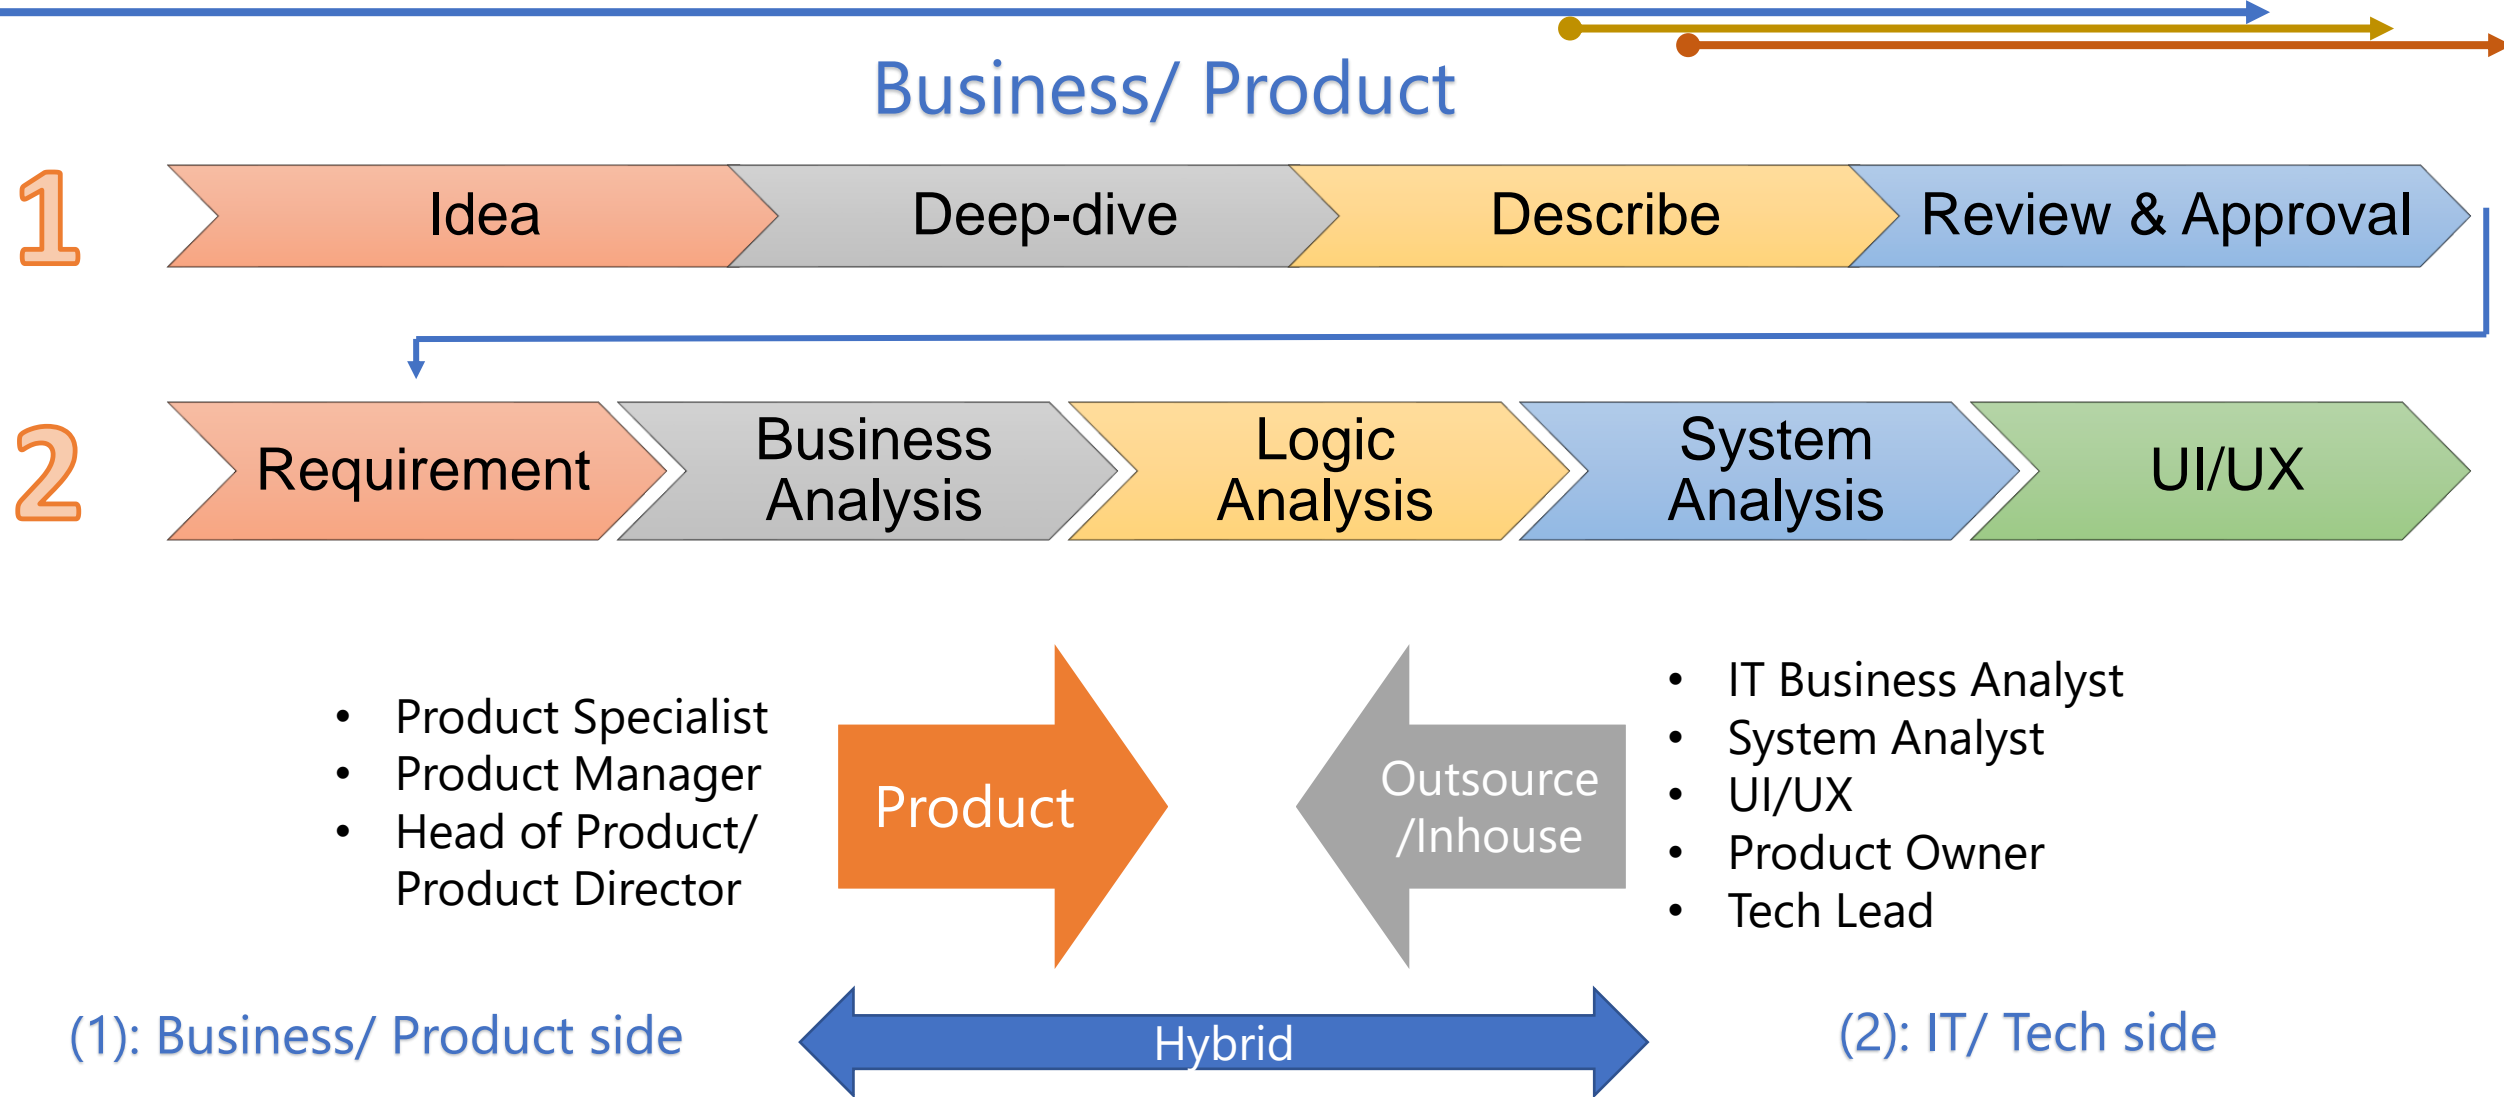 Business/ Product
1
Idea
Deep-dive
Describe
Review & Approval
2
Requirement
Business
Analysis
Logic
Analysis
System
Analysis
UI/UX
• Product Specialist
• Product Manager
• Head of Product/
Product Director
Product
Outsource
/Inhouse
• IT Business Analyst
• System Analyst
• UI/UX
• Product Owner
• Tech Lead
(1): Business/ Product side
Hybrid
(2): IT/ Tech side